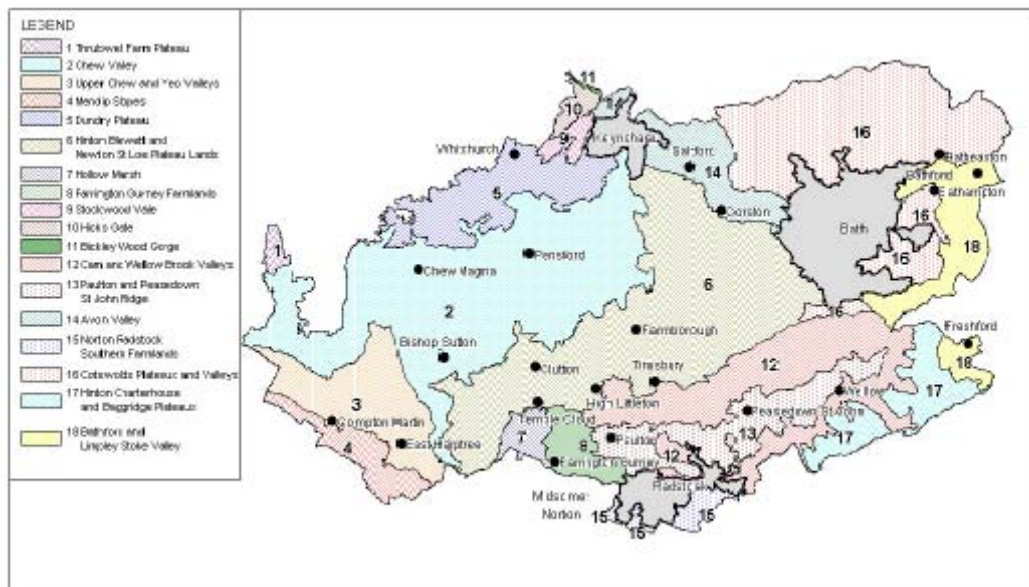 LEGEND
1 Thrubwell Farm Plateau
2 Chew Valley
3 Upper Chew and Yeo Valleys
4 Mendip Slopes
5 Dundry Plateau
6 Hinton Blewett and
Newton St Loe Plateau Lands
7 Hollow Marsh
8 Farrington Gurney Farmlands
9 Stockwood Vale
10 Hicks Gate
11 Bickley Wood Gorge
12 Cam and Wellow Brook Valleys
13 Paulton and Peasedown
St John Ridge
14 Avon Valley
15 Norton Radstock
Southern Farmlands
16 Cotswolds Plateaux and Valleys
17 Hinton Charterhouse
and Baggridge Plateaux
18 Bathford and
Limpley Stoke Valley
5 11
14
10
Keynsham
9
16
Whitchurch
Saltford
Batheaston
Bathford
14
Bathampton
5
Corston
16
1
Pensford
Bath
18
Chew Magna
16
6
2
16
Farmborough
Freshford
Bishop Sutton
Clutton
Timsbury
12
18
17
3
High Littleton
Wellow
Compton Martin
Temple Cloud
Peasedown St John
4
East Harptree
7
8
Paulton
13
17
12
Farrington Gurney
Radstock
Midsomer
Norton
15
15
15